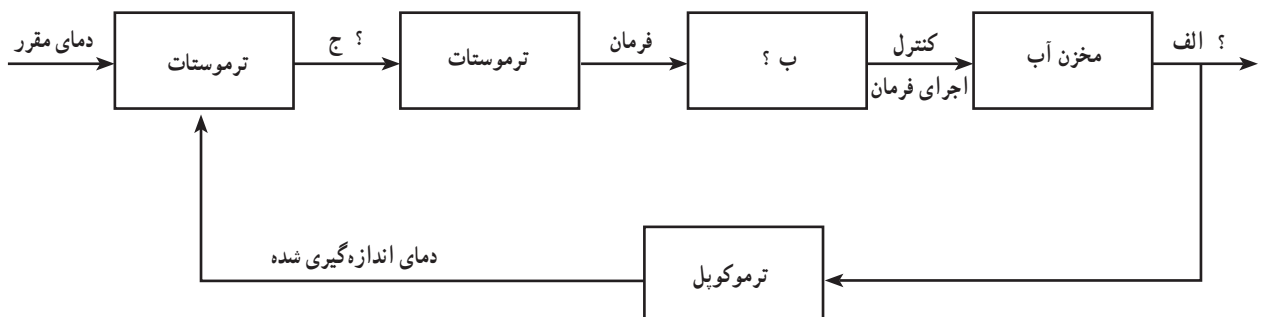 دمای مقرر
ترموستات
ج ؟
ترموستات
فرمان
ب ؟
کنترل
اجرای فرمان
مخزن آب
الف ؟
ترموکوپل
دمای اندازه‌گیری شده